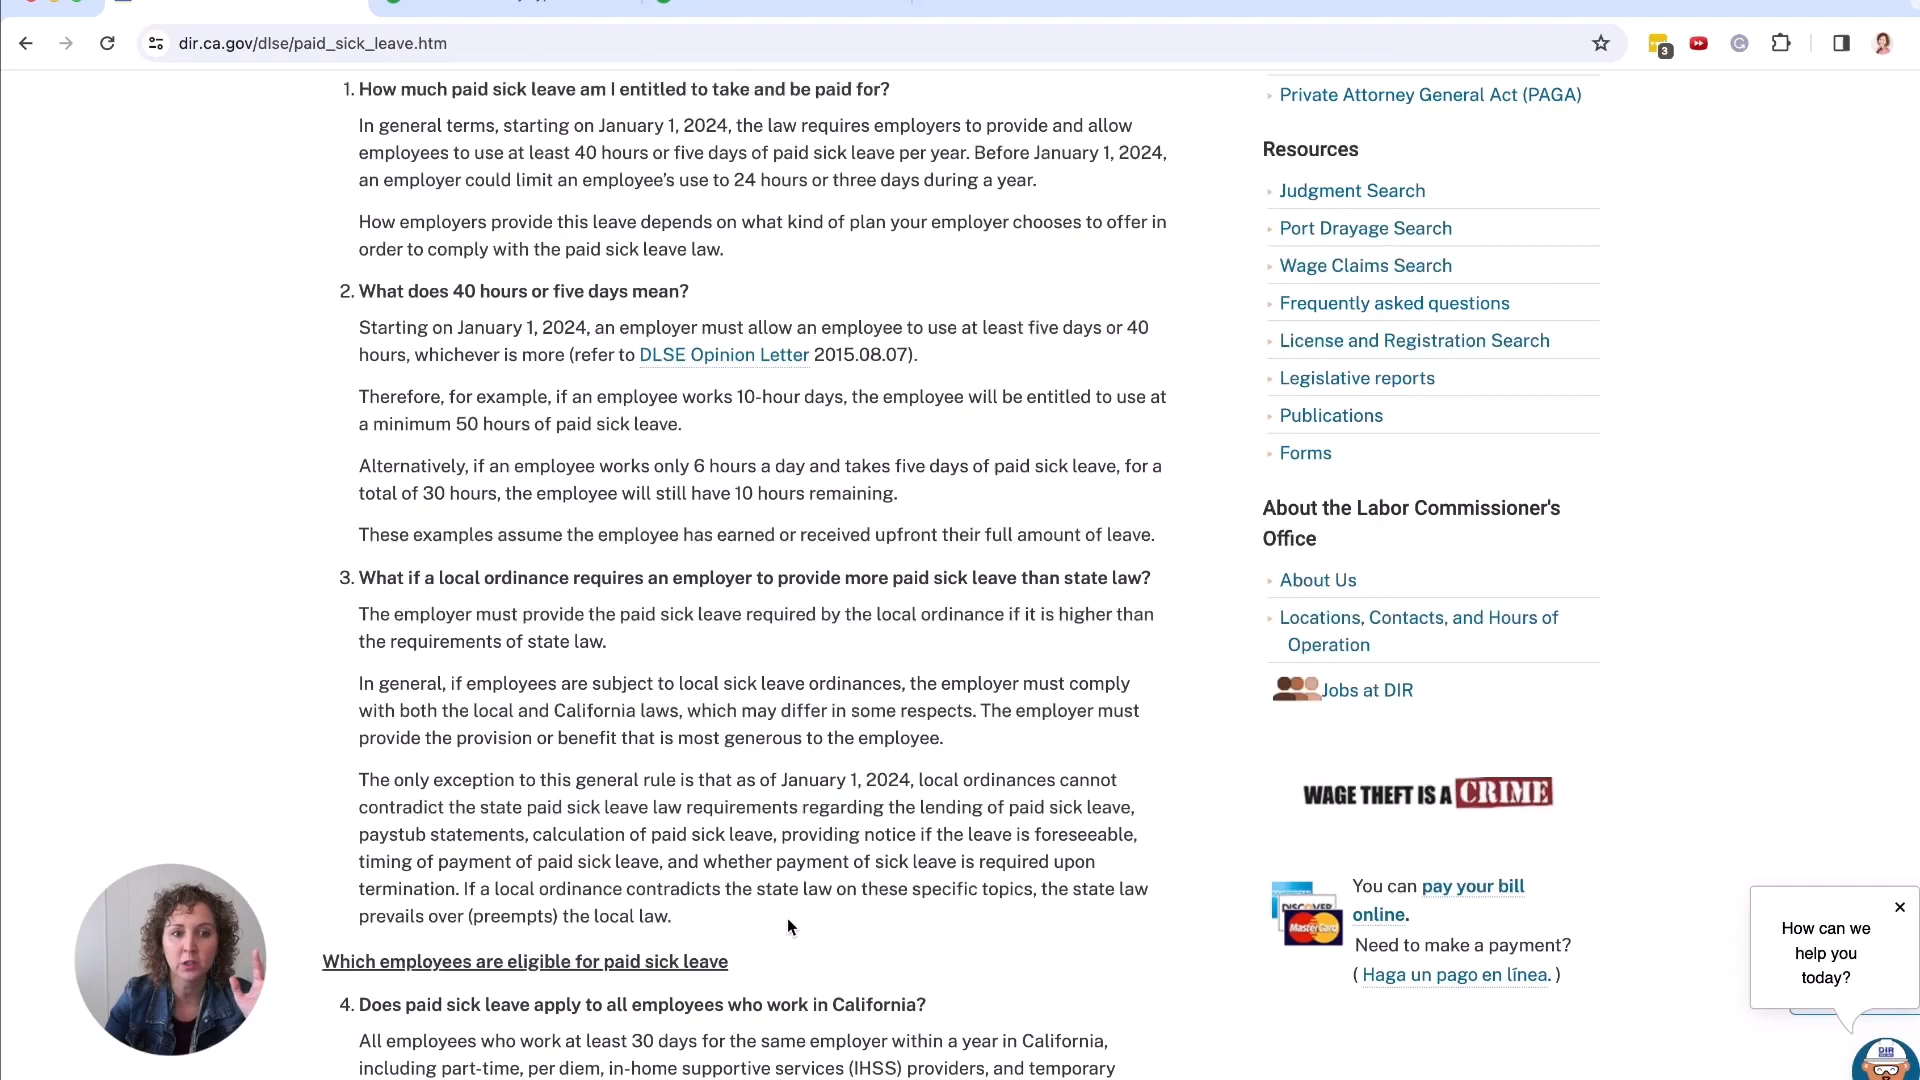 dir.ca.gov/dlse/paid_sick_leave.htm
3
1. How much paid sick leave am I entitled to take and be paid for?
In general terms, starting on January 1, 2024, the law requires employers to provide and allow
employees to use at least 40 hours or five days of paid sick leave per year. Before January 1, 2024,
an employer could limit an employee’s use to 24 hours or three days during a year.
How employers provide this leave depends on what kind of plan your employer chooses to offer in
order to comply with the paid sick leave law.
2. What does 40 hours or five days mean?
Starting on January 1, 2024, an employer must allow an employee to use at least five days or 40
hours, whichever is more (refer to DLSE Opinion Letter 2015.08.07).
Therefore, for example, if an employee works 10-hour days, the employee will be entitled to use at
a minimum 50 hours of paid sick leave.
Alternatively, if an employee works only 6 hours a day and takes five days of paid sick leave, for a
total of 30 hours, the employee will still have 10 hours remaining.
These examples assume the employee has earned or received upfront their full amount of leave.
3. What if a local ordinance requires an employer to provide more paid sick leave than state law?
The employer must provide the paid sick leave required by the local ordinance if it is higher than
the requirements of state law.
In general, if employees are subject to local sick leave ordinances, the employer must comply
with both the local and California laws, which may differ in some respects. The employer must
provide the provision or benefit that is most generous to the employee.
The only exception to this general rule is that as of January 1, 2024, local ordinances cannot
contradict the state paid sick leave law requirements regarding the lending of paid sick leave,
paystub statements, calculation of paid sick leave, providing notice if the leave is foreseeable,
timing of payment of paid sick leave, and whether payment of sick leave is required upon
termination. If a local ordinance contradicts the state law on these specific topics, the state law
prevails over (preempts) the local law.
Which employees are eligible for paid sick leave
4. Does paid sick leave apply to all employees who work in California?
All employees who work at least 30 days for the same employer within a year in California,
including part-time, per diem, in-home supportive services (IHSS) providers, and temporary
Private Attorney General Act (PAGA)
Resources
Judgment Search
Port Drayage Search
Wage Claims Search
Frequently asked questions
License and Registration Search
Legislative reports
Publications
Forms
About the Labor Commissioner's
Office
About Us
Locations, Contacts, and Hours of
Operation
Jobs at DIR
WAGE THEFT IS A CRIME
DISCOVER
MasterCard
You can pay your bill
online.
Need to make a payment?
( Haga un pago en línea. )
How can we
help you
today?
DIR